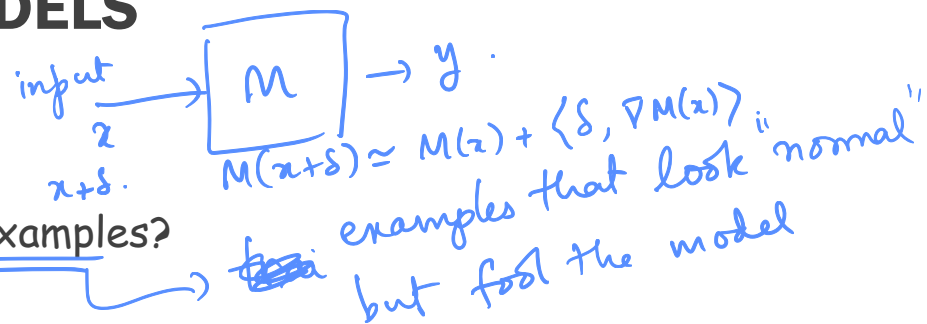 DELS
input → M → y.
x
x+δ.
M(x+δ) ≃ M(x) + ⟨δ, ∇M(x)⟩
xamples?
→ examples that look "normal"
but fool the model